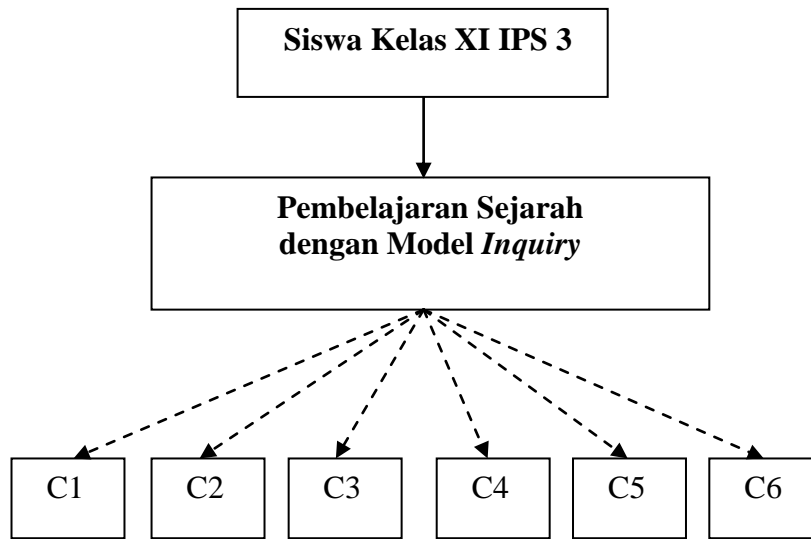 Siswa Kelas XI IPS 3
Pembelajaran Sejarah
dengan Model Inquiry
C1 C2 C3 C4 C5 C6